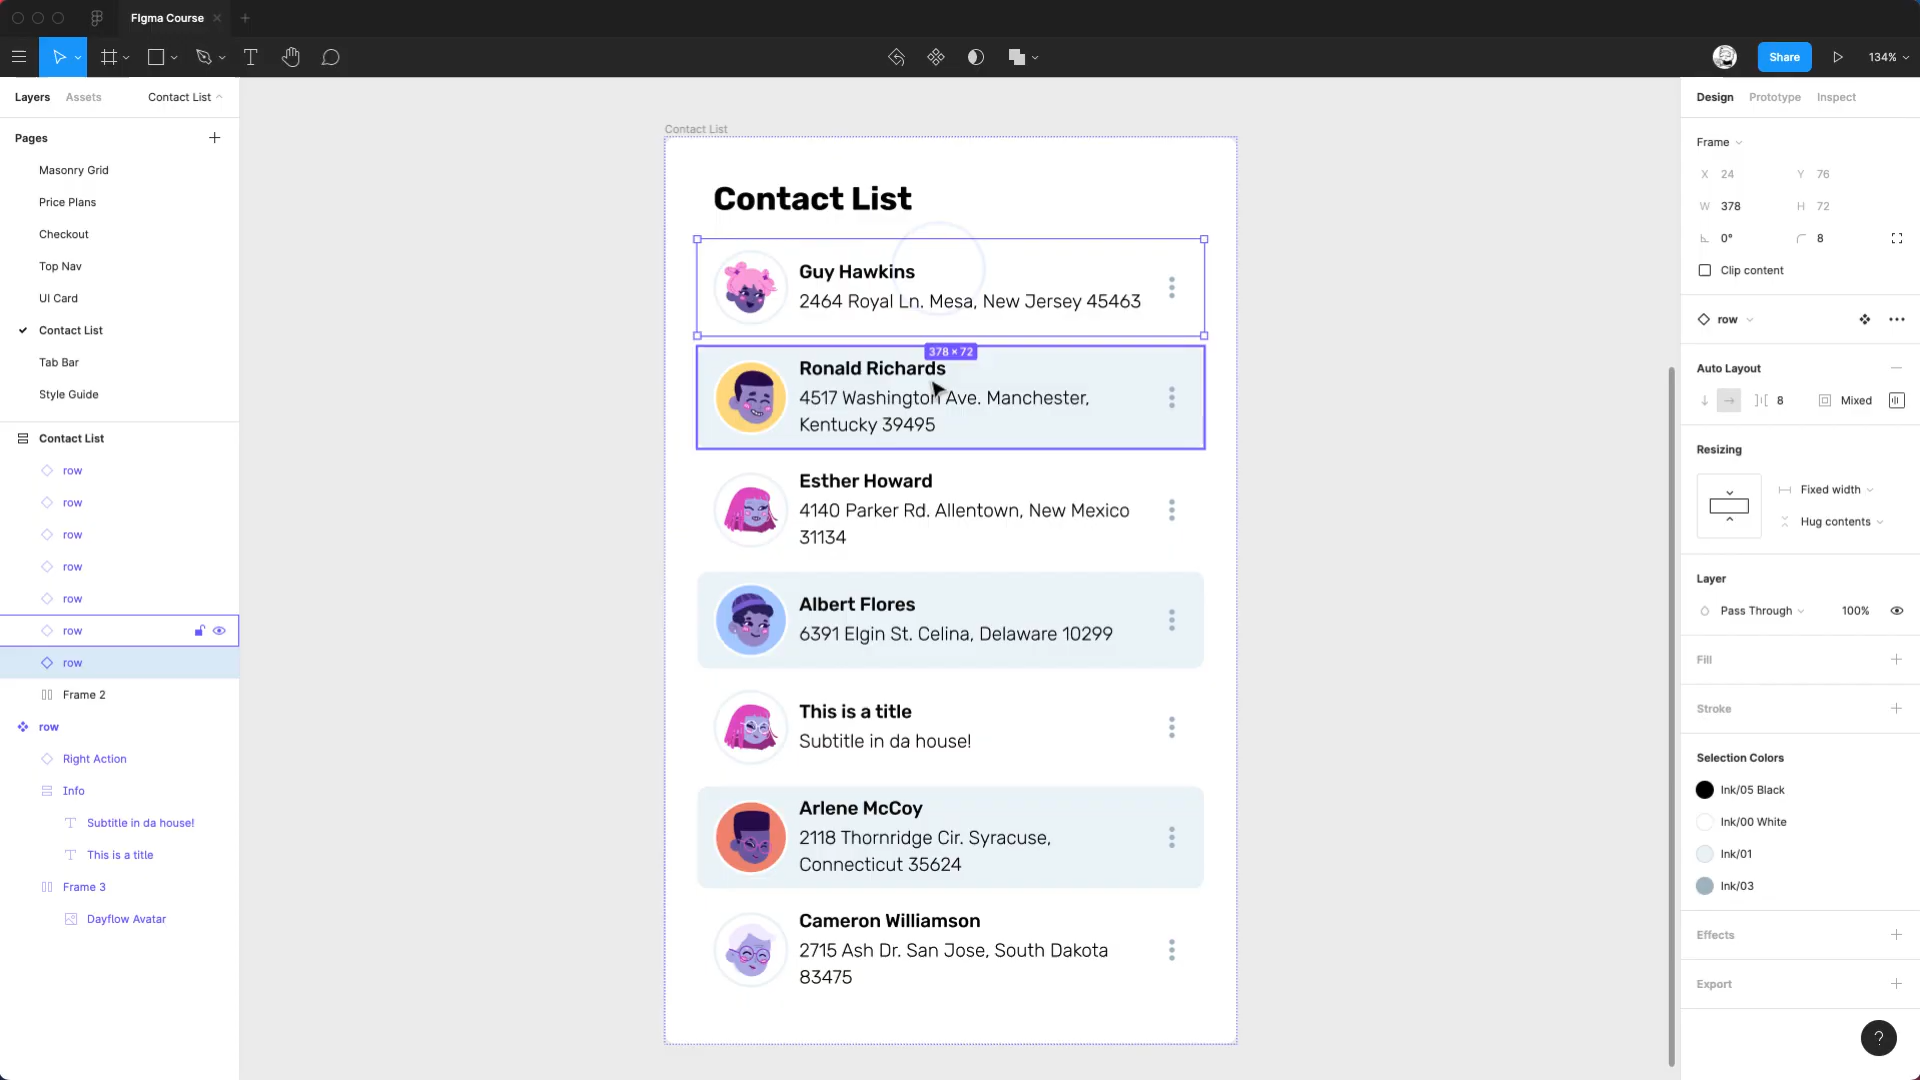 FIgma Course
Share
134%
Layers
Assets
Contact List
Pages
Masonry Grid
Price Plans
Checkout
Top Nav
UI Card
Contact List
Tab Bar
Style Guide
Contact List
row
row
row
row
row
row
row
Frame 2
row
Right Action
Info
Subtitle in da house!
This is a title
Frame 3
Dayflow Avatar
Contact List
Contact List
Guy Hawkins
2464 Royal Ln. Mesa, New Jersey 45463
378 × 72
Ronald Richards
4517 Washington Ave. Manchester,
Kentucky 39495
Esther Howard
4140 Parker Rd. Allentown, New Mexico
31134
Albert Flores
6391 Elgin St. Celina, Delaware 10299
This is a title
Subtitle in da house!
Arlene McCoy
2118 Thornridge Cir. Syracuse,
Connecticut 35624
Cameron Williamson
2715 Ash Dr. San Jose, South Dakota
83475
Design
Prototype
Inspect
Frame
X 24
Y 76
W 378
H 72
0°
8
Clip content
row
Auto Layout
8
Mixed
Resizing
Fixed width
Hug contents
Layer
Pass Through
100%
Fill
Stroke
Selection Colors
Ink/05 Black
Ink/00 White
Ink/01
Ink/03
Effects
Export
?